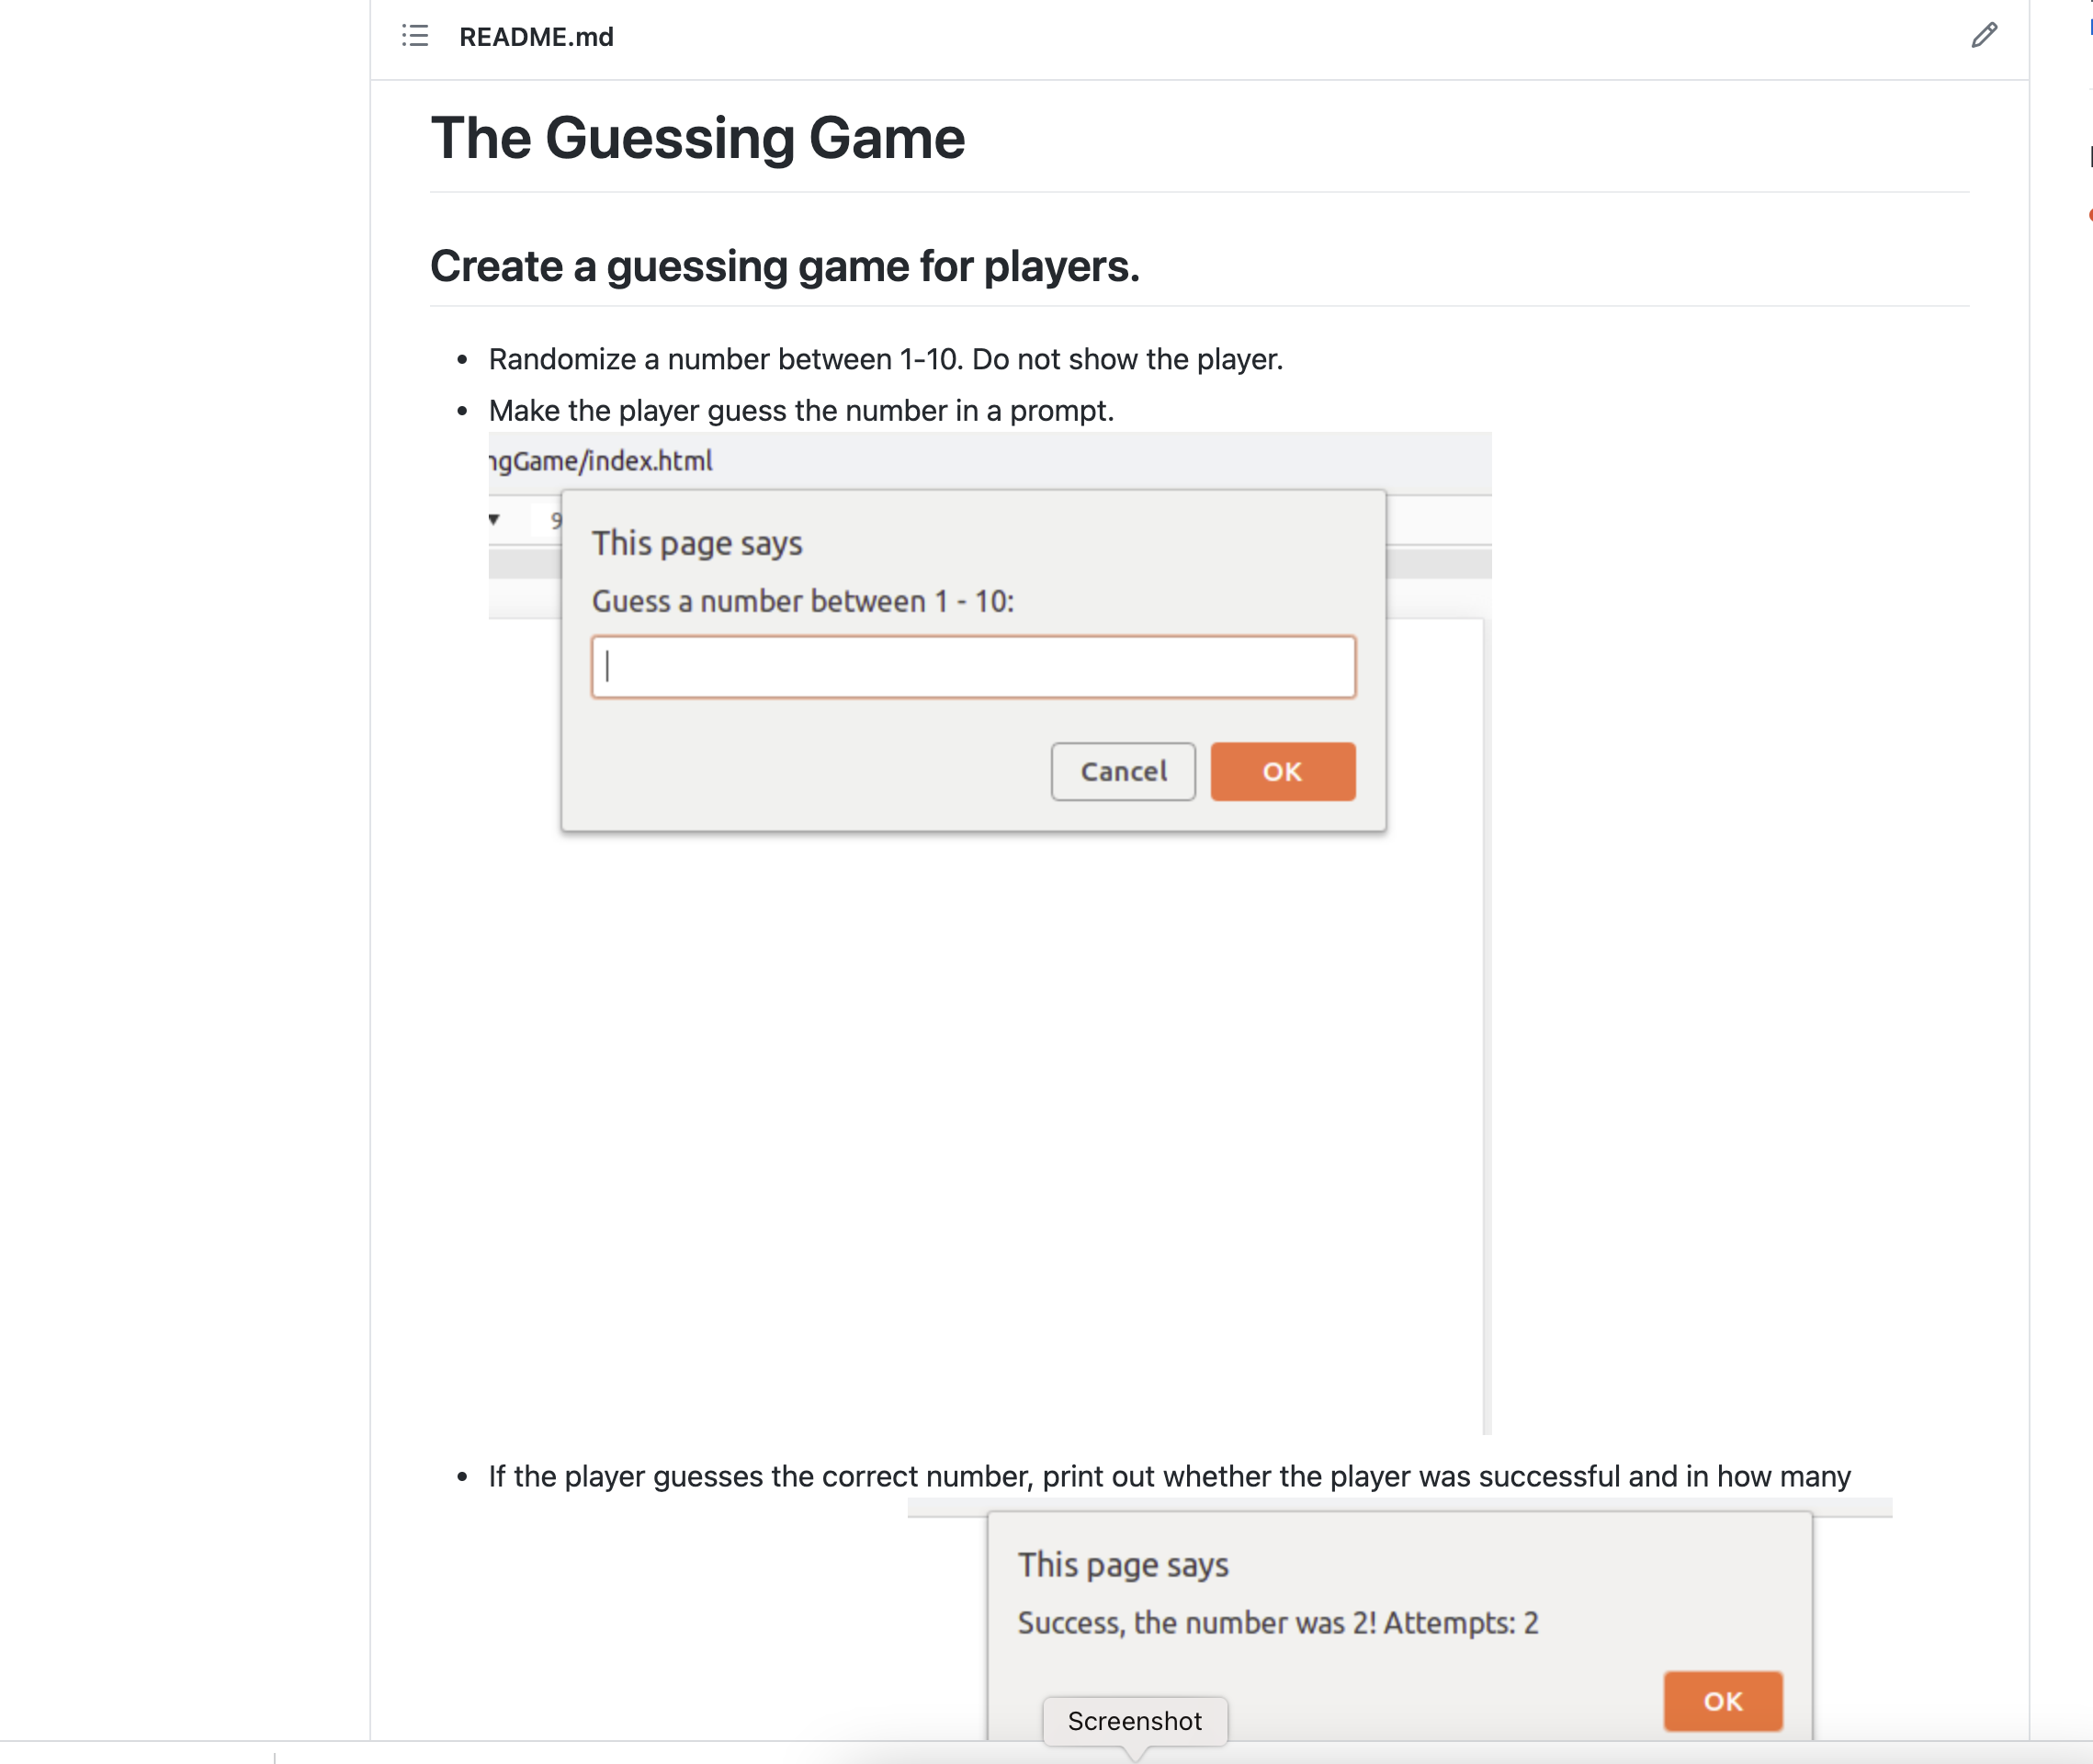 README.md
The Guessing Game
Create a guessing game for players.
Randomize a number between 1-10. Do not show the player.
Make the player guess the number in a prompt.
ngGame/index.html
9
This page says
Guess a number between 1 - 10:
Cancel
OK
If the player guesses the correct number, print out whether the player was successful and in how many
This page says
Success, the number was 2! Attempts: 2
OK
Screenshot